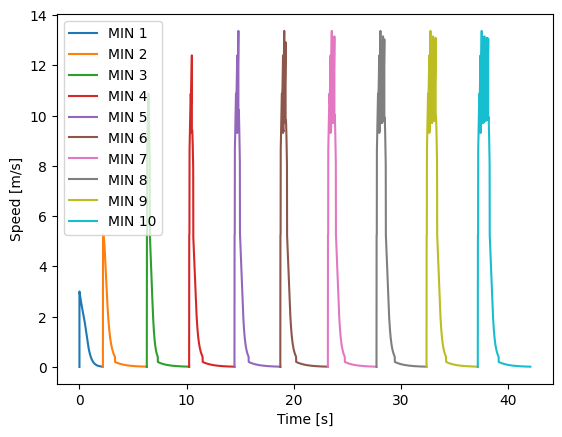 14
12
10
8
6
4
2
0
Speed [m/s]
MIN 1
MIN 2
MIN 3
MIN 4
MIN 5
MIN 6
MIN 7
MIN 8
MIN 9
MIN 10
0 10 20 30 40
Time [s]